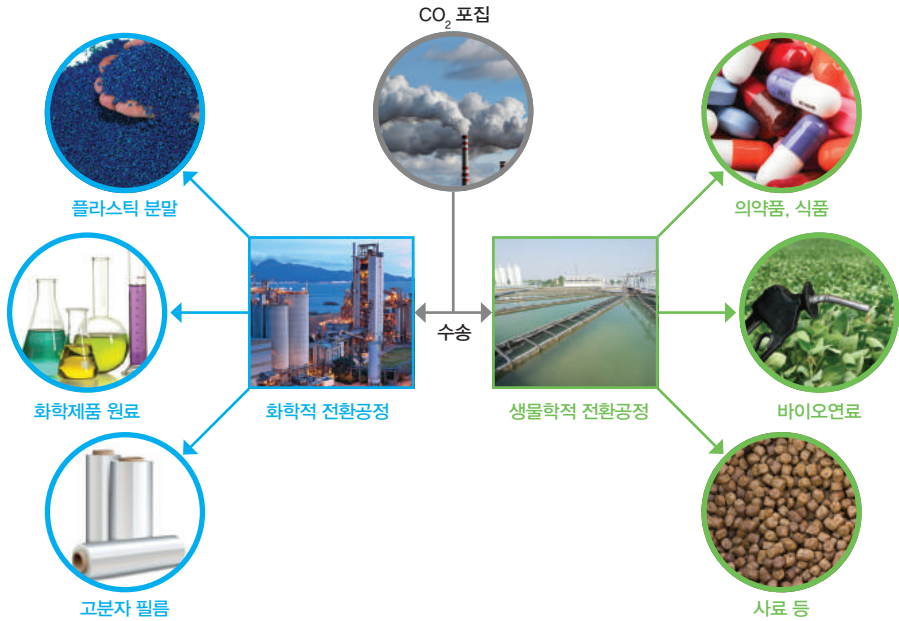 CO₂ 포집
플라스틱 분말
의약품, 식품
수송
화학제품 원료
화학적 전환공정
생물학적 전환공정
바이오연료
고분자 필름
사료 등